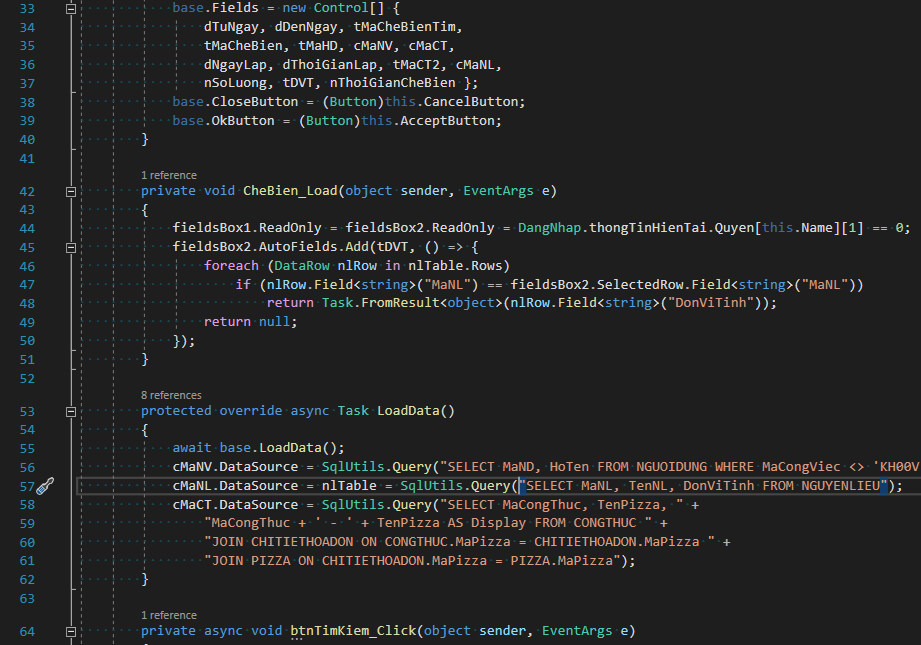 33 base.Fields = new Control[] {
34 dTuNgay, dDenNgay, tMaCheBienTim,
35 tMaCheBien, tMaHD, cMaNV, cMaCT,
36 dNgayLap, dThoiGianLap, tMaCT2, cMaNL,
37 nSoLuong, tDVT, nThoiGianCheBien };
38 base.CloseButton = (Button)this.CancelButton;
39 base.OkButton = (Button)this.AcceptButton;
40 }
41
1 reference
42 private void CheBien_Load(object sender, EventArgs e)
43 {
44 fieldsBox1.ReadOnly = fieldsBox2.ReadOnly = DangNhap.thongTinHienTai.Quyen[this.Name][1] == 0;
45 fieldsBox2.AutoFields.Add(tDVT, () => {
46 foreach (DataRow nlRow in nlTable.Rows)
47 if (nlRow.Field<string>("MaNL") == fieldsBox2.SelectedRow.Field<string>("MaNL"))
48 return Task.FromResult<object>(nlRow.Field<string>("DonViTinh"));
49 return null;
50 });
51 }
52
8 references
53 protected override async Task LoadData()
54 {
55 await base.LoadData();
56 cMaNV.DataSource = SqlUtils.Query("SELECT MaND, HoTen FROM NGUOIDUNG WHERE MaCongViec <> 'KH00V
57 cMaNL.DataSource = nlTable = SqlUtils.Query("SELECT MaNL, TenNL, DonViTinh FROM NGUYENLIEU");
58 cMaCT.DataSource = SqlUtils.Query("SELECT MaCongThuc, TenPizza, " +
59 "MaCongThuc + ' - ' + TenPizza AS Display FROM CONGTHUC " +
60 "JOIN CHITIETHOADON ON CONGTHUC.MaPizza = CHITIETHOADON.MaPizza " +
61 "JOIN PIZZA ON CHITIETHOADON.MaPizza = PIZZA.MaPizza");
62 }
63
1 reference
64 private async void btnTimKiem_Click(object sender, EventArgs e)